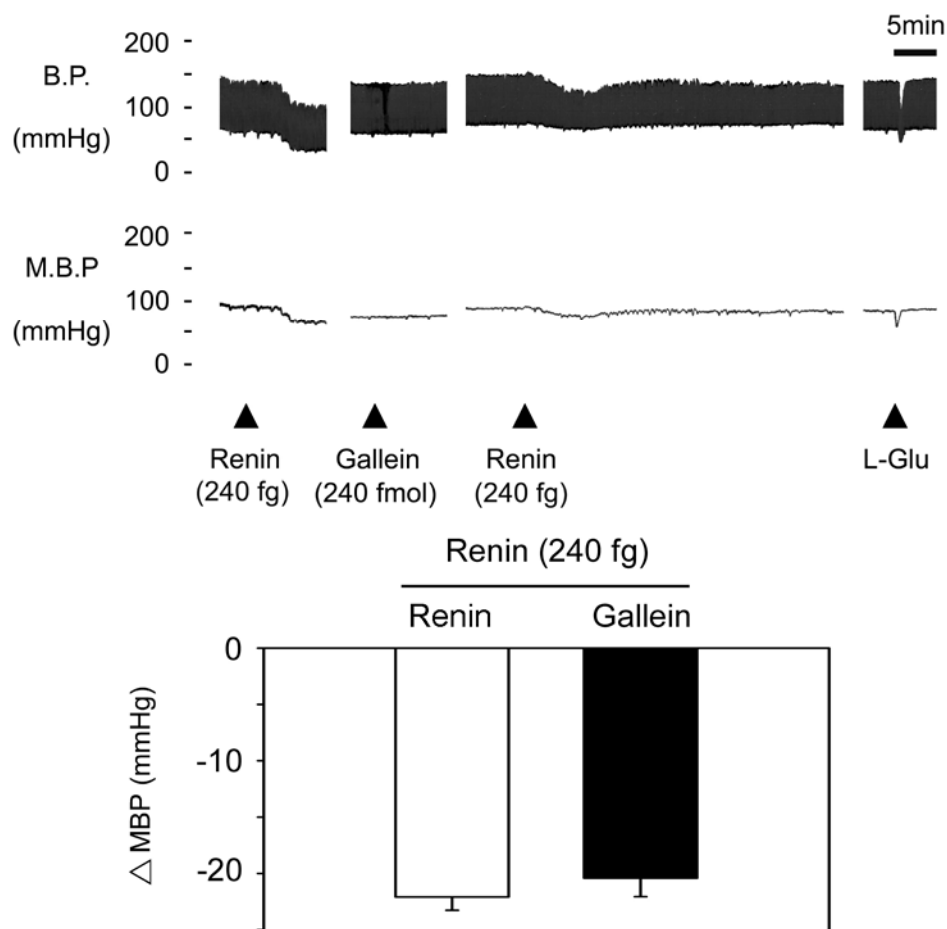 5min
200
B.P.
100
(mmHg)
0
200
M.B.P
100
(mmHg)
0
Renin
(240 fg)
Gallein
(240 fmol)
Renin
(240 fg)
L-Glu
Renin (240 fg)
Renin
Gallein
0
-10
-20
△ MBP (mmHg)